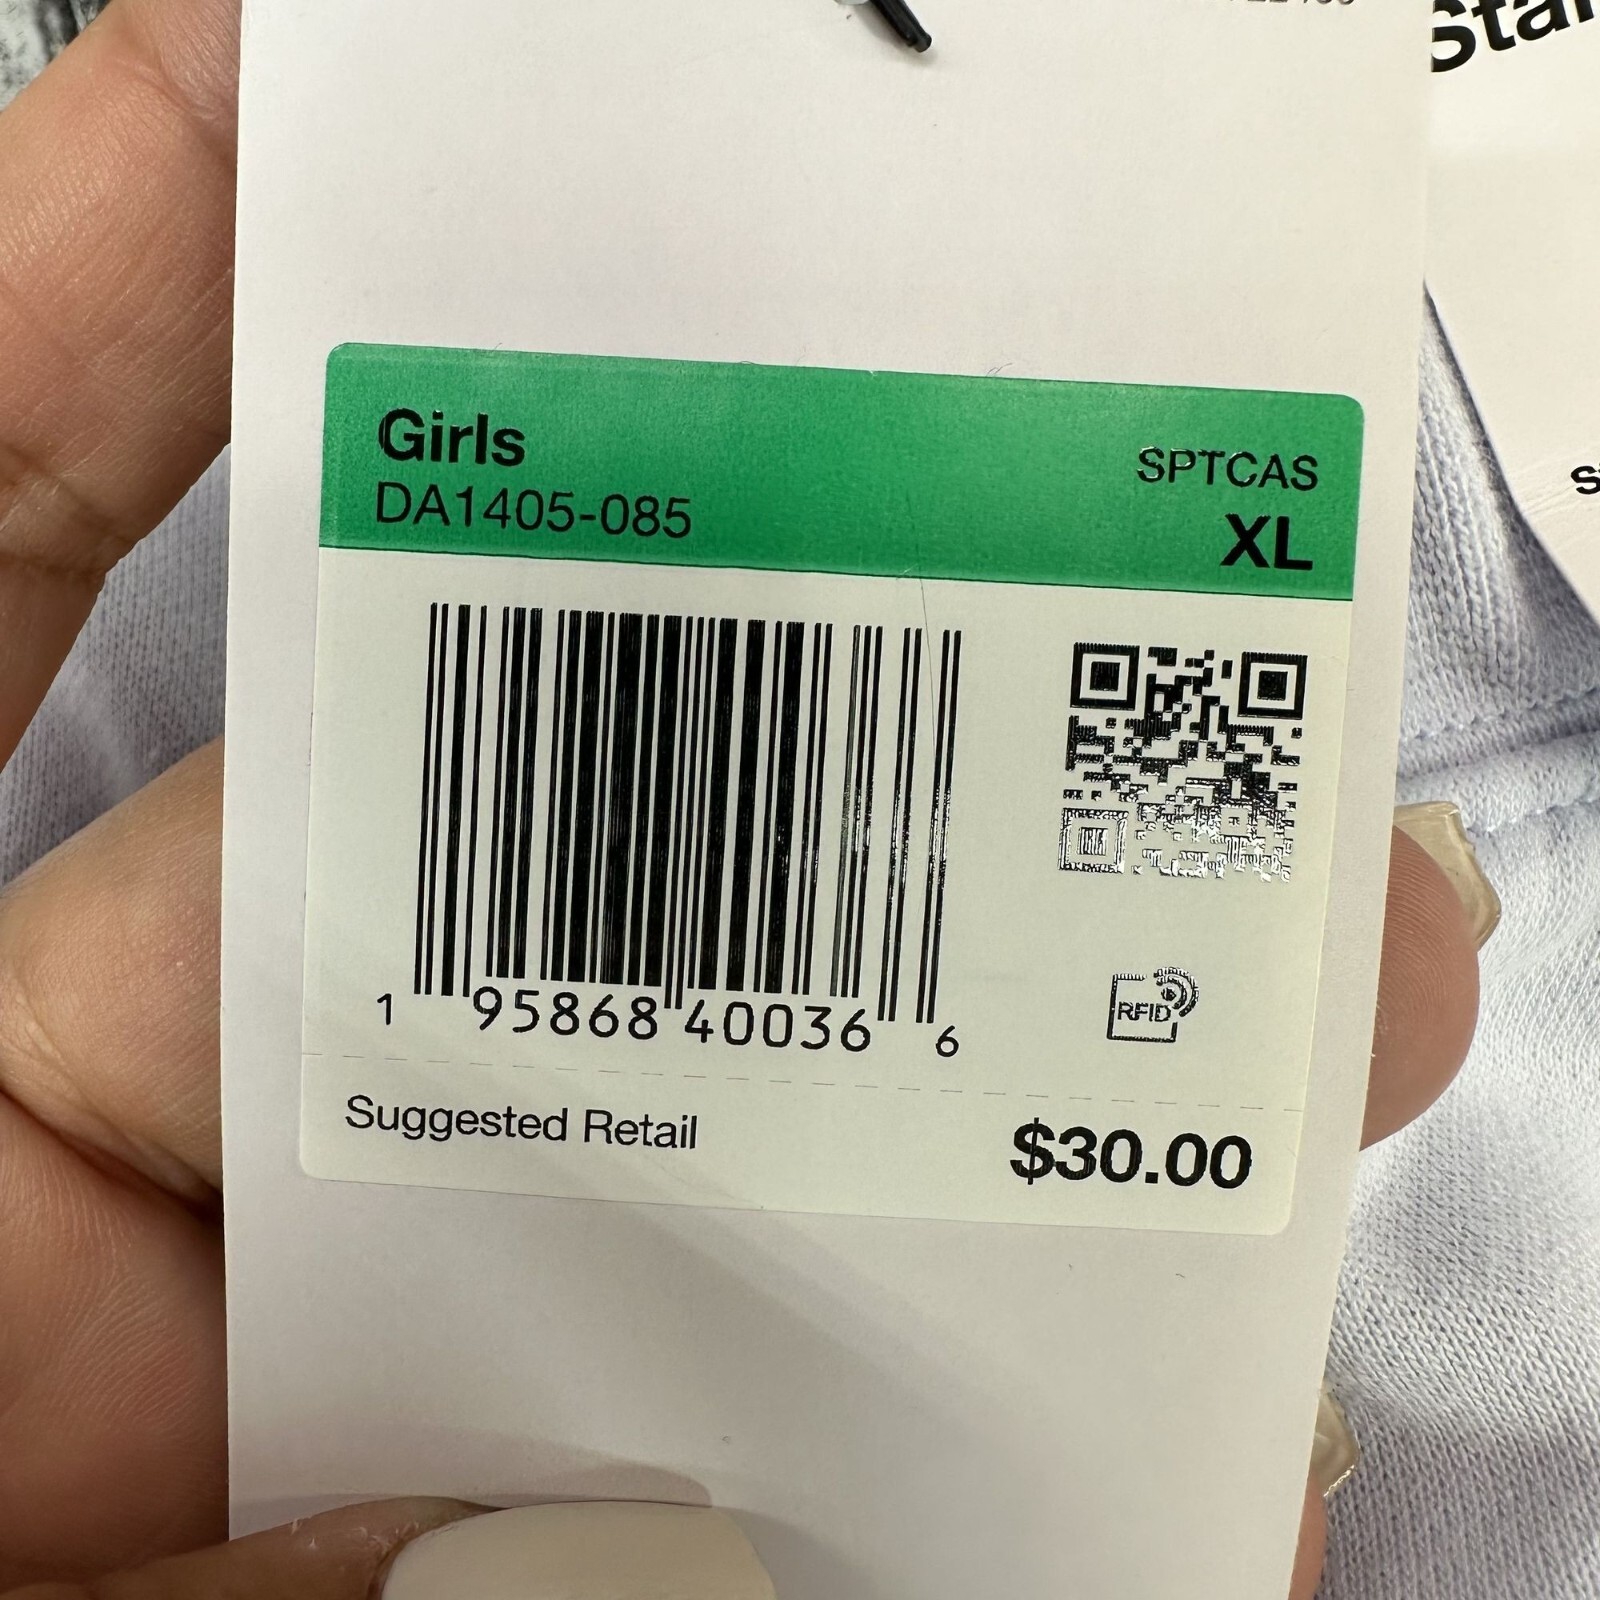 Girls
DA1405-085
SPTCAS
XL
1 95868 40036 6
RFID
Suggested Retail
$30.00